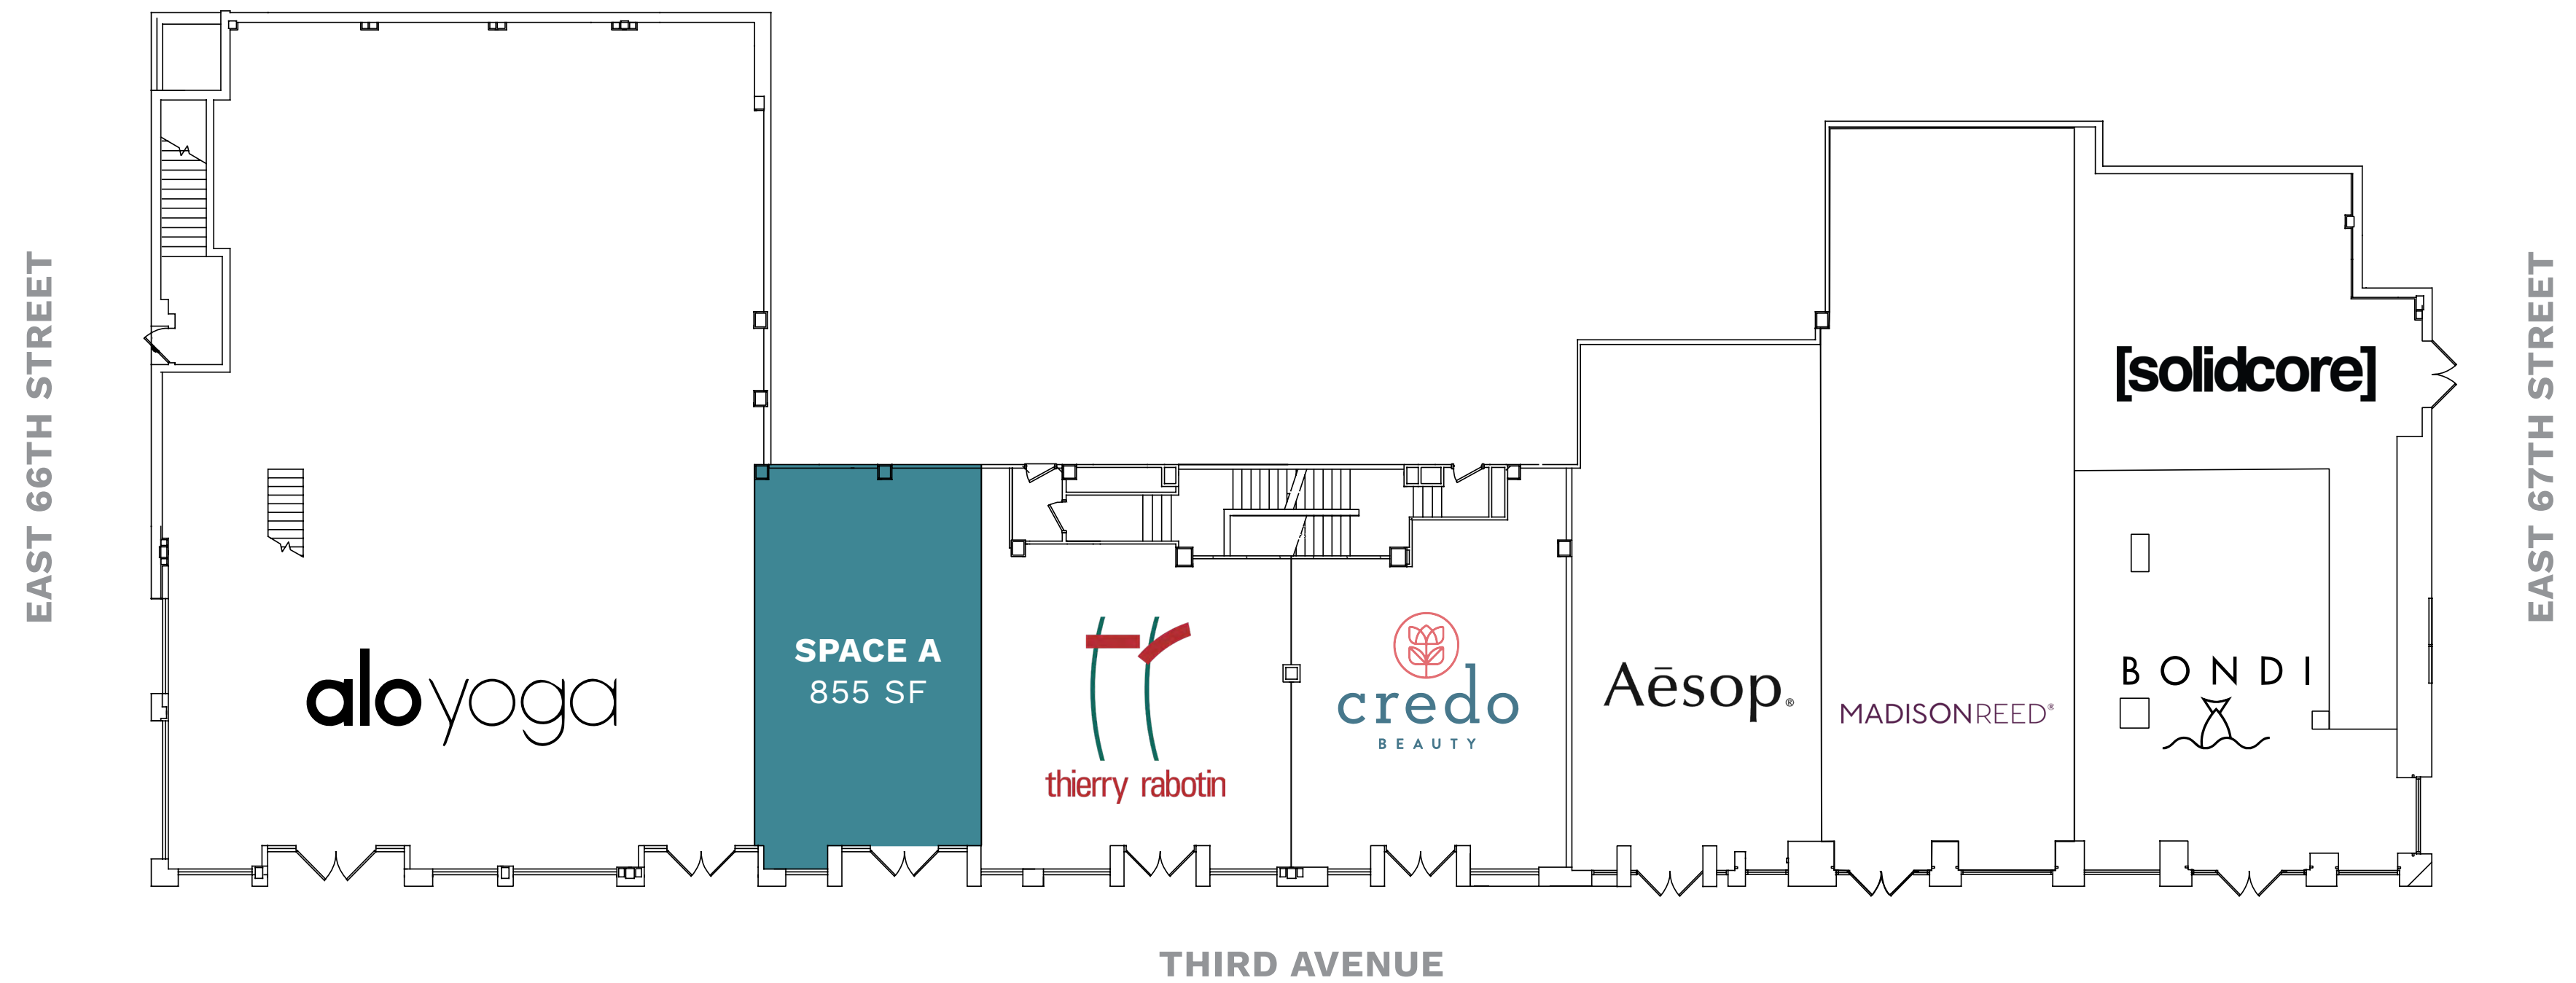 EAST 66TH STREET
alo yoga
SPACE A
855 SF
thierry rabotin
credo
BEAUTY
Aēsop®
MADISONREED®
[solidcore]
BONDI
EAST 67TH STREET
THIRD AVENUE